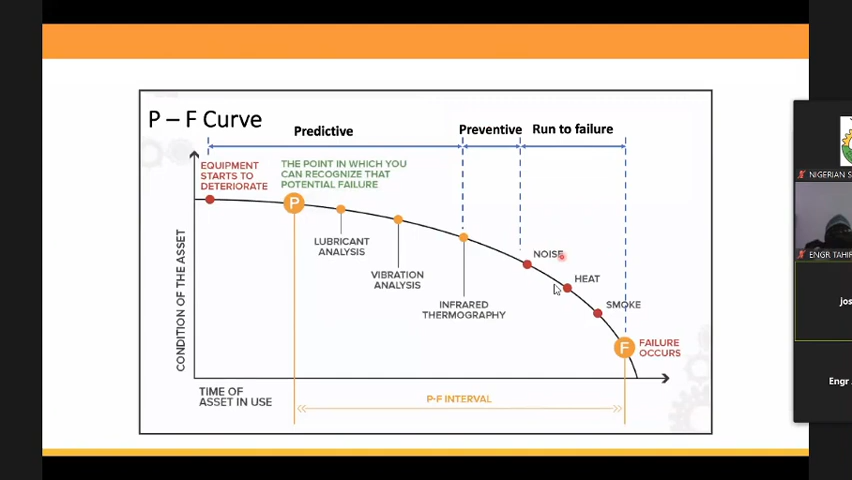 P – F Curve
Predictive
Preventive
Run to failure
EQUIPMENT
STARTS TO
DETERIORATE
THE POINT IN WHICH YOU
CAN RECOGNIZE THAT
POTENTIAL FAILURE
P
LUBRICANT
ANALYSIS
VIBRATION
ANALYSIS
INFRARED
THERMOGRAPHY
NOISE
HEAT
SMOKE
F
FAILURE
OCCURS
CONDITION OF THE ASSET
TIME OF
ASSET IN USE
P-F INTERVAL
NIGERIAN S
ENGR TAHIR
Jos
Engr